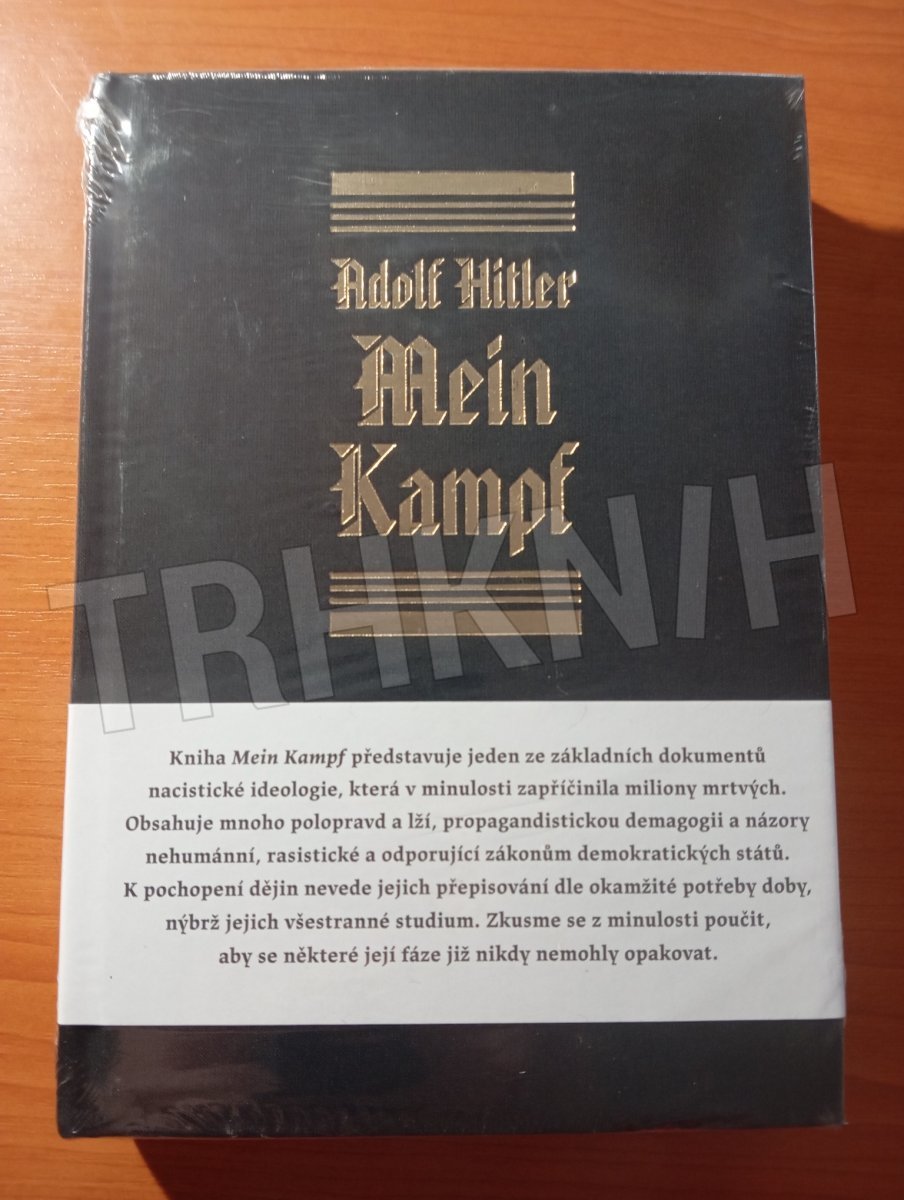 Adolf Hitler
Mein
Kampf
TRHKNIH
Kniha Mein Kampf představuje jeden ze základních dokumentů
nacistické ideologie, která v minulosti zapříčinila miliony mrtvých.
Obsahuje mnoho polopravd a lží, propagandistickou demagogii a názory
nehumánní, rasistické a odporující zákonům demokratických států.
K pochopení dějin nevede jejich přepisování dle okamžité potřeby doby,
nýbrž jejich všestranné studium. Zkusme se z minulosti poučit,
aby se některé její fáze již nikdy nemohly opakovat.